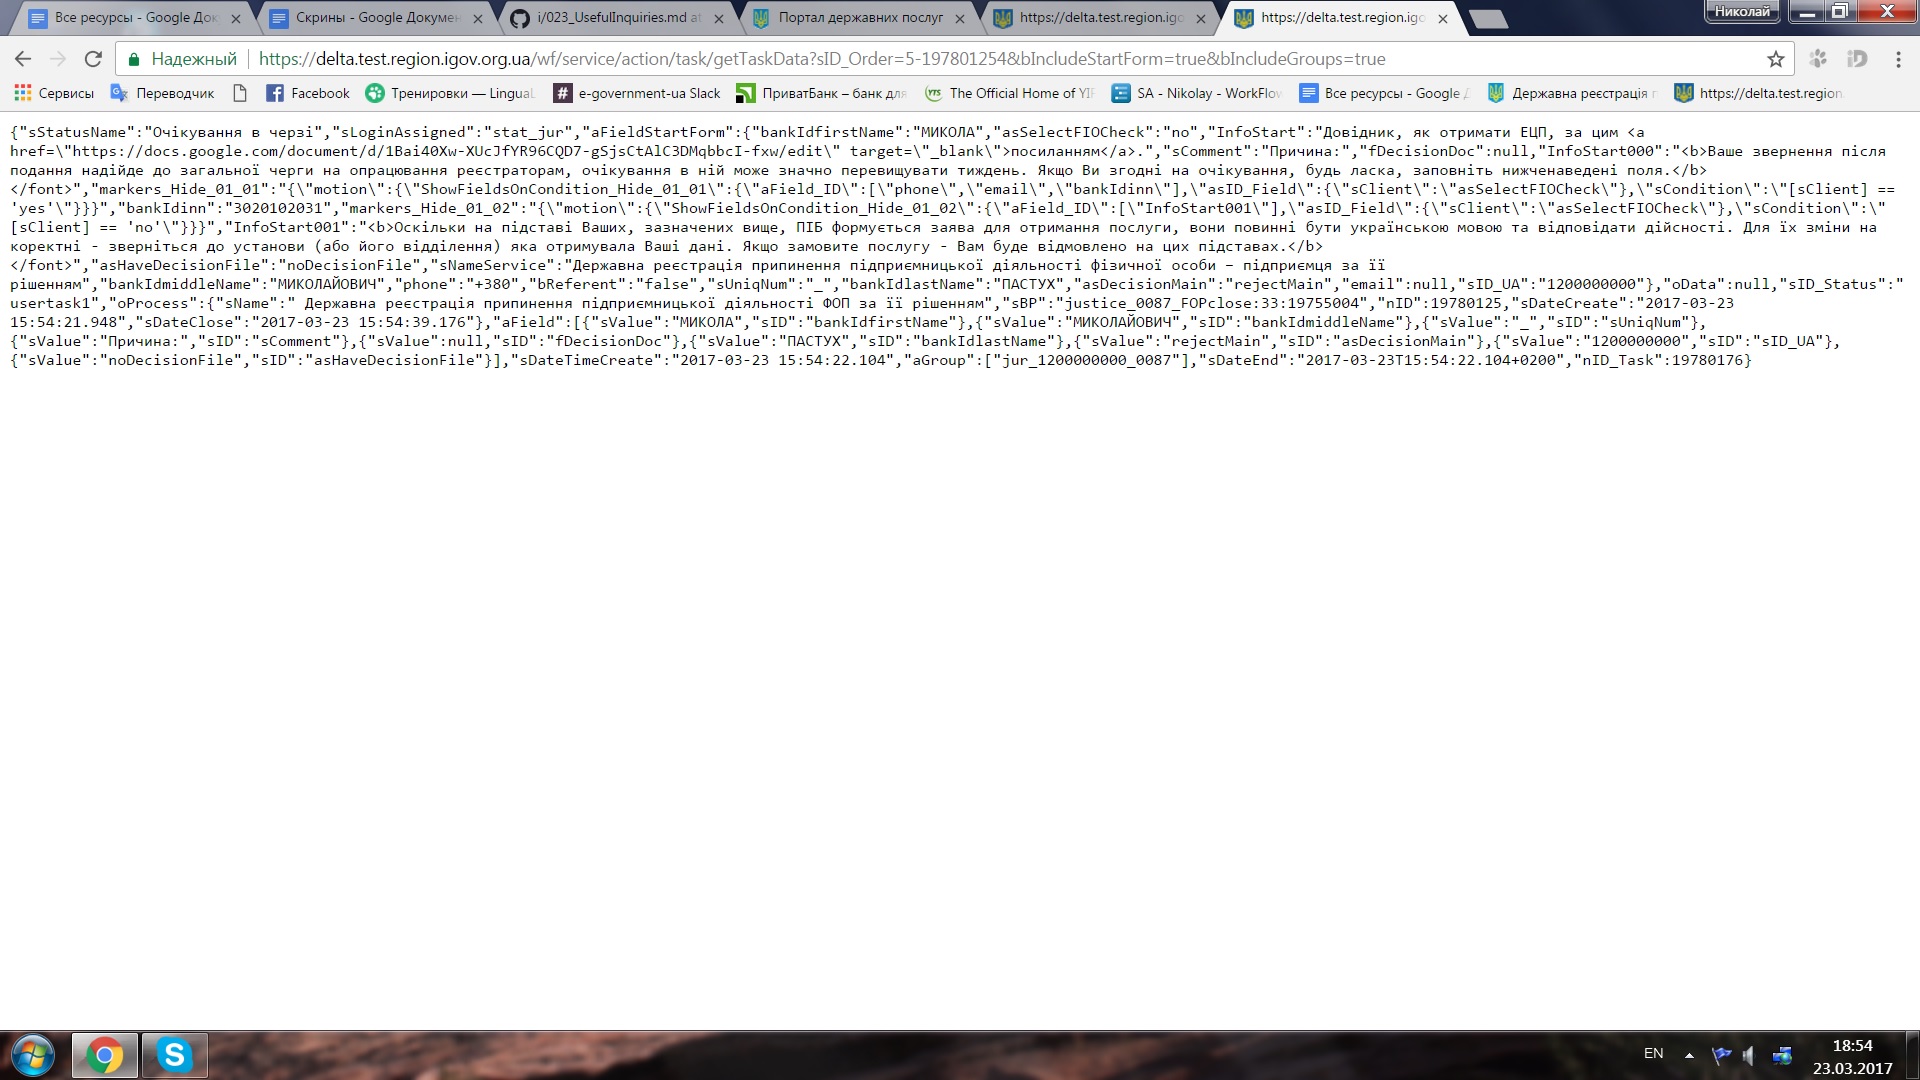 Все ресурсы - Google Док
Скрины - Google Докумен
i/023_UsefulInquiries.md at
Портал державних послуг
https://delta.test.region.igo
https://delta.test.region.igo
Николай
Надежный
https://delta.test.region.igov.org.ua/wf/service/action/task/getTaskData?sID_Order=5-197801254&bIncludeStartForm=true&bIncludeGroups=true
Сервисы
Переводчик
Facebook
Тренировки — Lingual
e-government-ua Slack
ПриватБанк – банк для
The Official Home of YIF
SA - Nikolay - WorkFlow
Все ресурсы - Google Д
Державна реєстрація п
https://delta.test.region
{"sStatusName":"Очікування в черзі","sLoginAssigned":"stat_jur","aFieldStartForm":{"bankIdfirstName":"МИКОЛА","asSelectFIOCheck":"no","InfoStart":"Довідник, як отримати ЕЦП, за цим <a
href=\"https://docs.google.com/document/d/1Bai40Xw-XUcJfYR96CQD7-gSjsCtAlC3DMqbbcI-fxw/edit\" target=\"_blank\">посиланням</a>.","sComment":"Причина:","fDecisionDoc":null,"InfoStart000":"<b>Ваше звернення після
подання надійде до загальної черги на опрацювання реєстраторам, очікування в ній може значно перевищувати тиждень. Якщо Ви згодні на очікування, будь ласка, заповніть нижченаведені поля.</b>
</font>","markers_Hide_01_01":"{\"motion\":{\"ShowFieldsOnCondition_Hide_01_01\":{\"aField_ID\":[\"phone\",\"email\",\"bankIdinn\"],\"asID_Field\":{\"sClient\":\"asSelectFIOCheck\"},\"sCondition\":\"[sClient] ==
'yes'\"}}}","bankIdinn":"3020102031","markers_Hide_01_02":"{\"motion\":{\"ShowFieldsOnCondition_Hide_01_02\":{\"aField_ID\":[\"InfoStart001\"],\"asID_Field\":{\"sClient\":\"asSelectFIOCheck\"},\"sCondition\":\"
[sClient] == 'no'\"}}}","InfoStart001":"<b>Оскільки на підставі Ваших, зазначених вище, ПІБ формується заява для отримання послуги, вони повинні бути українською мовою та відповідати дійсності. Для їх зміни на
коректні - зверніться до установи (або його відділення) яка отримувала Ваші дані. Якщо замовите послугу - Вам буде відмовлено на цих підставах.</b>
</font>","asHaveDecisionFile":"noDecisionFile","sNameService":"Державна реєстрація припинення підприємницької діяльності фізичної особи – підприємця за її
рішенням","bankIdmiddleName":"МИКОЛАЙОВИЧ","phone":"+380","bReferent":"false","sUniqNum":"_","bankIdlastName":"ПАСТУХ","asDecisionMain":"rejectMain","email":null,"sID_UA":"1200000000"},"oData":null,"sID_Status":"
usertask1","oProcess":{"sName":" Державна реєстрація припинення підприємницької діяльності ФОП за її рішенням","sBP":"justice_0087_FOPclose:33:19755004","nID":19780125,"sDateCreate":"2017-03-23
15:54:21.948","sDateClose":"2017-03-23 15:54:39.176"},"aField":[{"sValue":"МИКОЛА","sID":"bankIdfirstName"},{"sValue":"МИКОЛАЙОВИЧ","sID":"bankIdmiddleName"},{"sValue":"_","sID":"sUniqNum"},
{"sValue":"Причина:","sID":"sComment"},{"sValue":null,"sID":"fDecisionDoc"},{"sValue":"ПАСТУХ","sID":"bankIdlastName"},{"sValue":"rejectMain","sID":"asDecisionMain"},{"sValue":"1200000000","sID":"sID_UA"},
{"sValue":"noDecisionFile","sID":"asHaveDecisionFile"}],"sDateTimeCreate":"2017-03-23 15:54:22.104","aGroup":["jur_1200000000_0087"],"sDateEnd":"2017-03-23T15:54:22.104+0200","nID_Task":19780176}
EN
18:54
23.03.2017